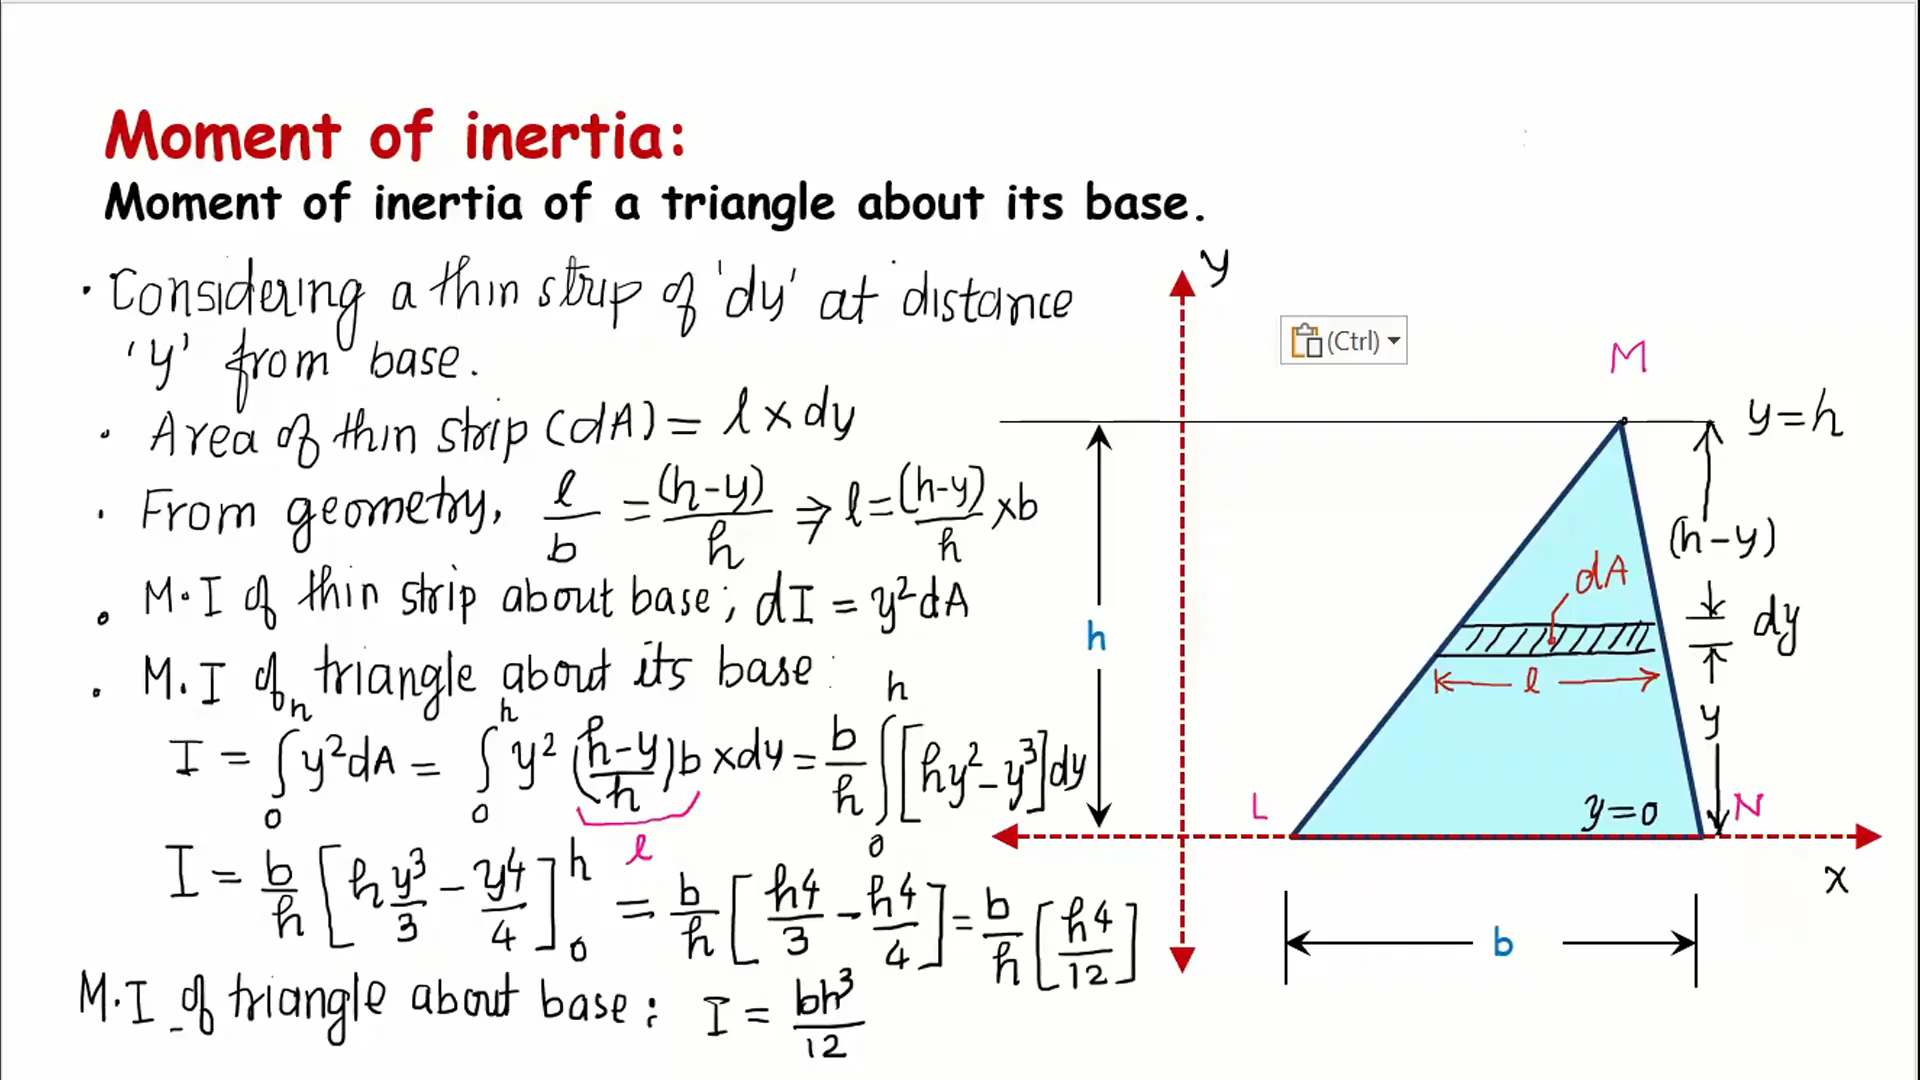 Moment of inertia:
Moment of inertia of a triangle about its base.
• Considering a thin strip of 'dy' at distance
'y' from base.
• Area of thin strip (dA) = l × dy
• From geometry, l/b = (h-y)/h ⇒ l = (h-y)/h × b
• M.I of thin strip about base; dI = y²dA
• M.I of triangle about its base:
I = ∫₀ʰ y²dA = ∫₀ʰ y² (h-y/h)b × dy = b/h ∫₀ʰ [hy² - y³]dy
l
I = b/h [h y³/3 - y⁴/4]₀ʰ = b/h [h⁴/3 - h⁴/4] = b/h [h⁴/12]
M.I of triangle about base: I = bh³/12
y
(Ctrl)
M
y=h
(h-y)
dA
dy
h
l
y
L
y=0
N
x
b